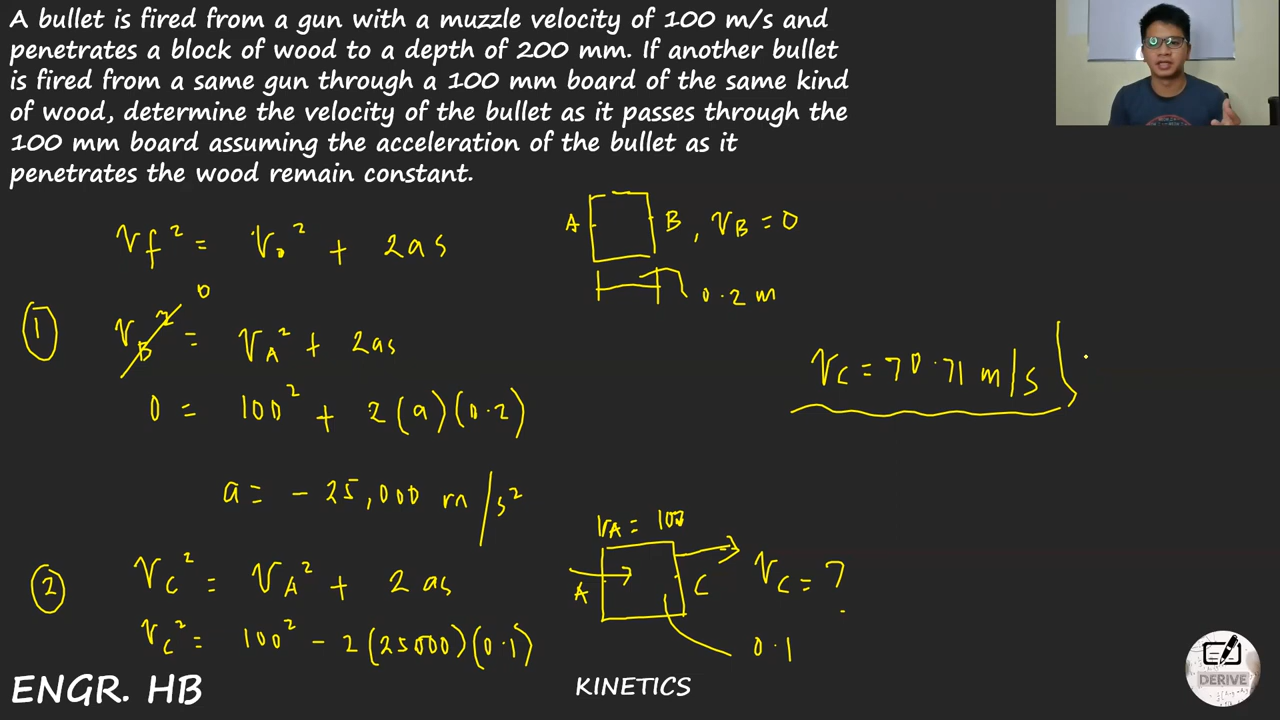 A bullet is fired from a gun with a muzzle velocity of 100 m/s and
penetrates a block of wood to a depth of 200 mm. If another bullet
is fired from a same gun through a 100 mm board of the same kind
of wood, determine the velocity of the bullet as it passes through the
100 mm board assuming the acceleration of the bullet as it
penetrates the wood remain constant.
Vf² = V₀² + 2as
A B, VB = 0
0.2 m
① VB² 0 = VA² + 2as
0 = 100² + 2(a)(0.2)
a = -25,000 m/s²
VC = 70.71 m/s
② VC² = VA² + 2as
VC² = 100² - 2(25000)(0.1)
VA = 100
A C VC = ?
0.1
ENGR. HB
KINETICS
DERIVE